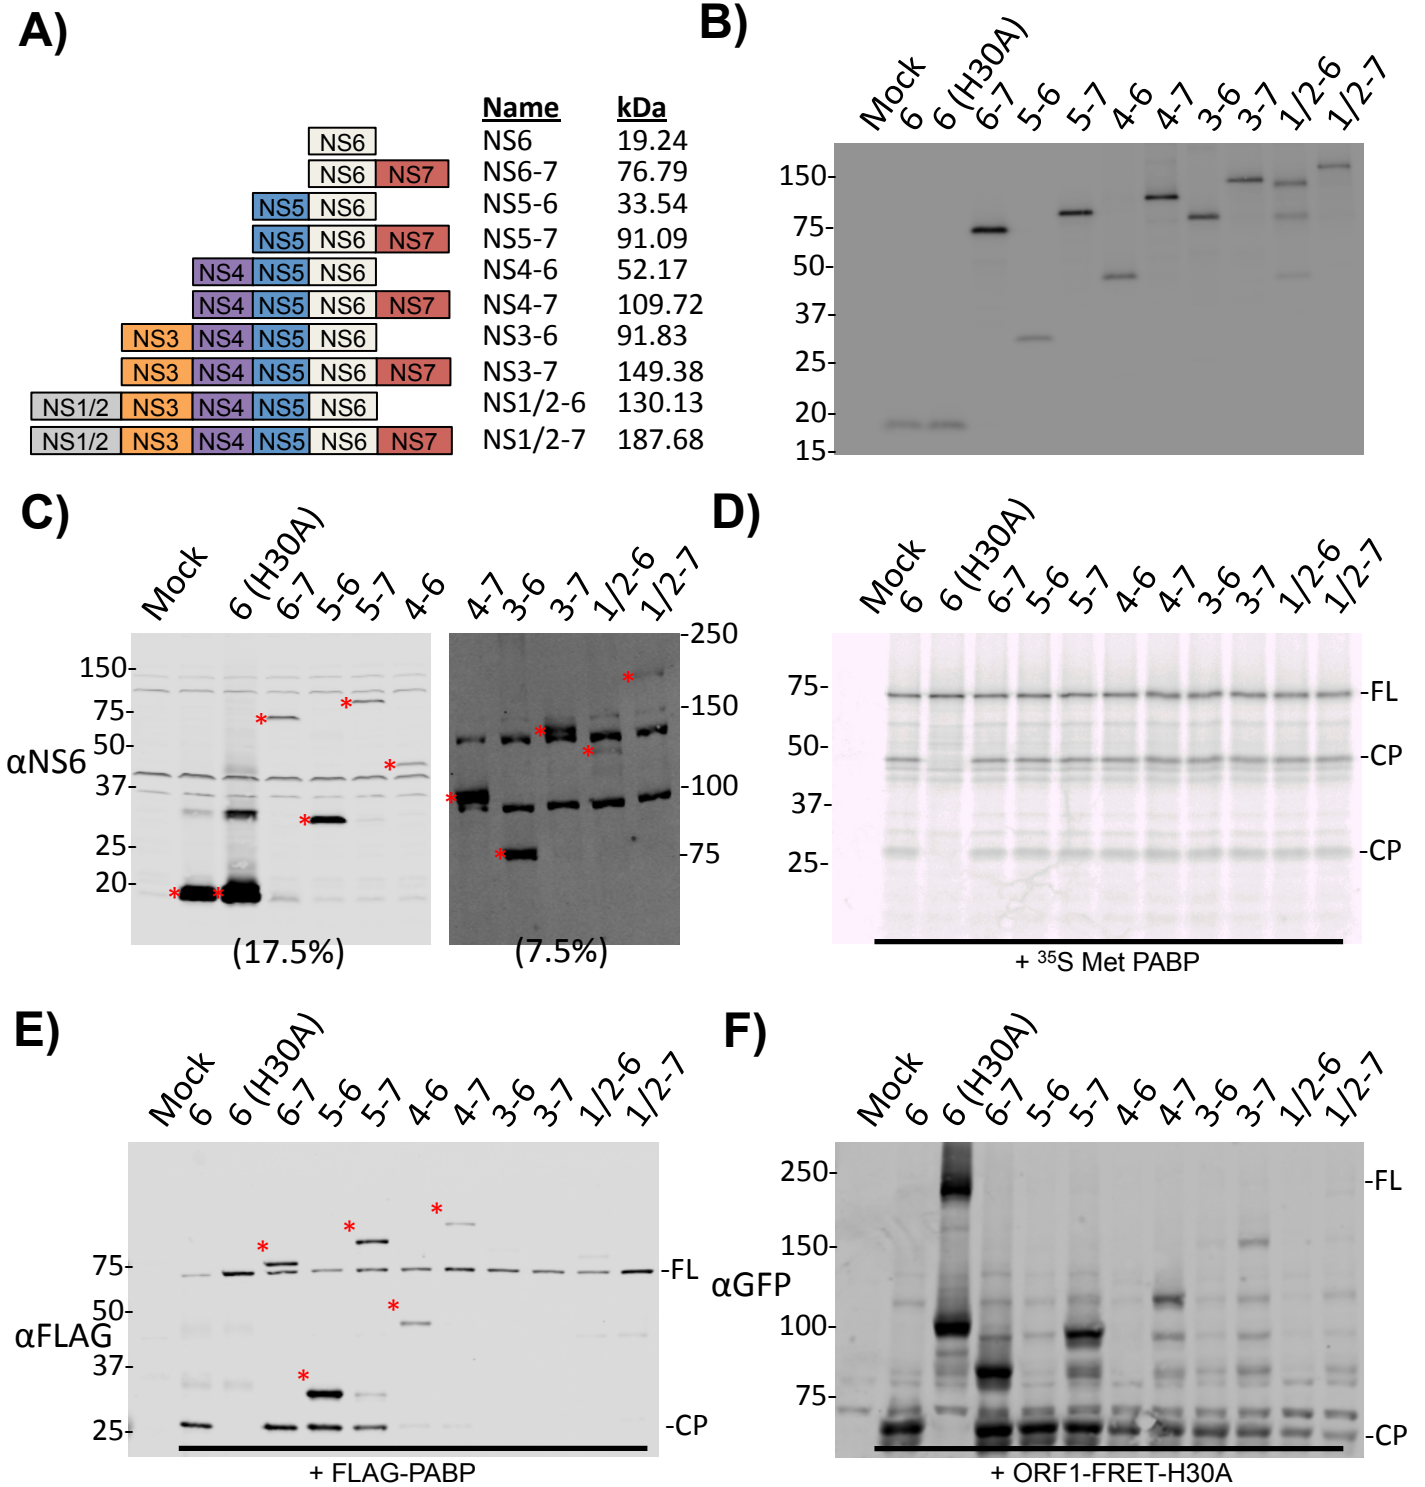 A)
Name kDa
NS6 NS6 19.24
NS6 NS7 NS6-7 76.79
NS5 NS6 NS5-6 33.54
NS5 NS6 NS7 NS5-7 91.09
NS4 NS5 NS6 NS4-6 52.17
NS4 NS5 NS6 NS7 NS4-7 109.72
NS3 NS4 NS5 NS6 NS3-6 91.83
NS3 NS4 NS5 NS6 NS7 NS3-7 149.38
NS1/2 NS3 NS4 NS5 NS6 NS1/2-6 130.13
NS1/2 NS3 NS4 NS5 NS6 NS7 NS1/2-7 187.68
B)
Mock 6 6 (H30A) 6-7 5-6 5-7 4-6 4-7 3-6 3-7 1/2-6 1/2-7
150-
75-
50-
37-
25-
20-
15-
C)
Mock 6 (H30A) 6-7 5-6 5-7 4-6 4-7 3-6 3-7 1/2-6 1/2-7
αNS6
150-
75-
50-
37-
25-
20-
* * * * * *
(17.5%)
-250
-150
-100
-75
* * * * *
(7.5%)
D)
Mock 6 6 (H30A) 6-7 5-6 5-7 4-6 4-7 3-6 3-7 1/2-6 1/2-7
75-
50-
37-
25-
-FL
-CP
-CP
+ ³⁵S Met PABP
E)
Mock 6 6 (H30A) 6-7 5-6 5-7 4-6 4-7 3-6 3-7 1/2-6 1/2-7
αFLAG
75-
50-
37-
25-
* * * * *
-FL
-CP
+ FLAG-PABP
F)
Mock 6 6 (H30A) 6-7 5-6 5-7 4-6 4-7 3-6 3-7 1/2-6 1/2-7
αGFP
250-
150-
100-
75-
-FL
-CP
+ ORF1-FRET-H30A